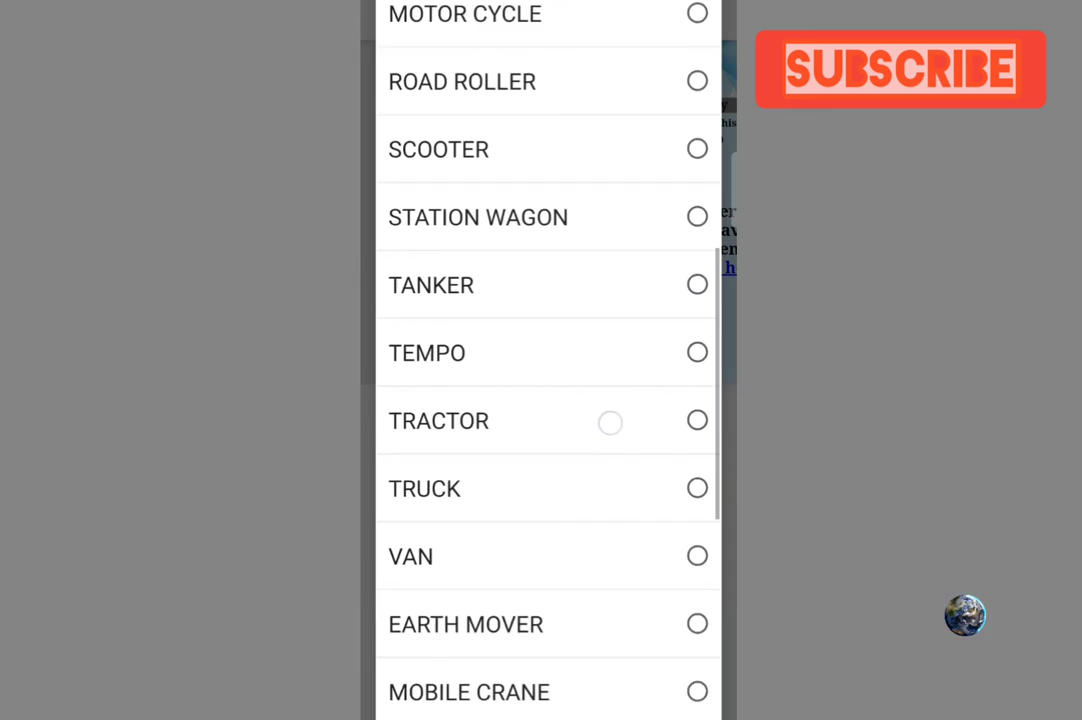 MOTOR CYCLE
SUBSCRIBE
ROAD ROLLER
SCOOTER
STATION WAGON
TANKER
TEMPO
TRACTOR
TRUCK
VAN
EARTH MOVER
MOBILE CRANE